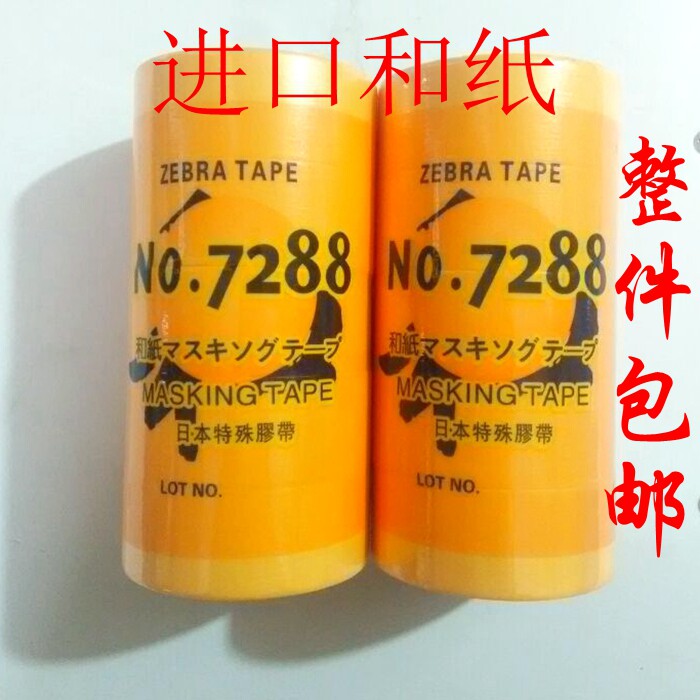 进口和纸
整件包邮
ZEBRA TAPE
No.7288
和紙マスキソグテープ
MASKING TAPE
日本特殊膠帶
LOT NO.
ZEBRA TAPE
No.7288
和紙マスキソグテープ
MASKING TAPE
日本特殊膠帶
LOT NO.